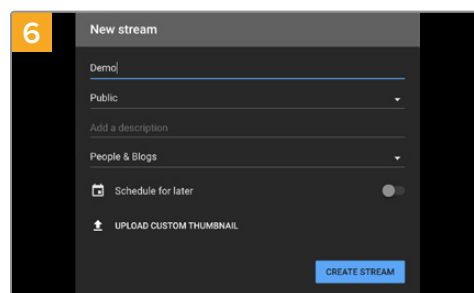 6
New stream
Demo
Public
Add a description
People & Blogs
Schedule for later
UPLOAD CUSTOM THUMBNAIL
CREATE STREAM